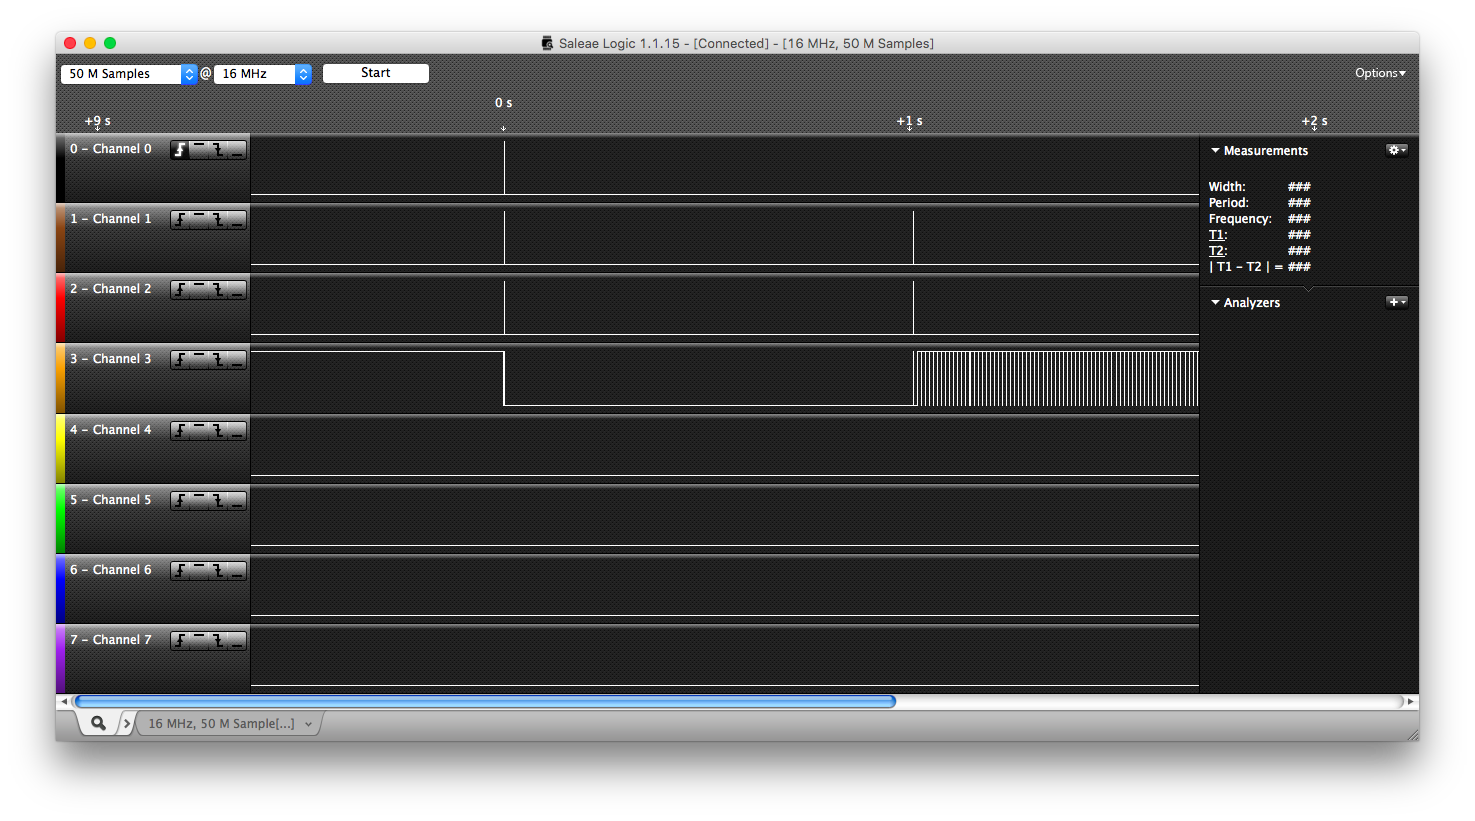 Saleae Logic 1.1.15 - [Connected] - [16 MHz, 50 M Samples]
50 M Samples @ 16 MHz Start Options
0 s
+9 s +1 s +2 s
0 - Channel 0
1 - Channel 1
2 - Channel 2
3 - Channel 3
4 - Channel 4
5 - Channel 5
6 - Channel 6
7 - Channel 7
Measurements
Width: ###
Period: ###
Frequency: ###
T1: ###
T2: ###
| T1 - T2 | = ###
Analyzers
16 MHz, 50 M Sample[...]